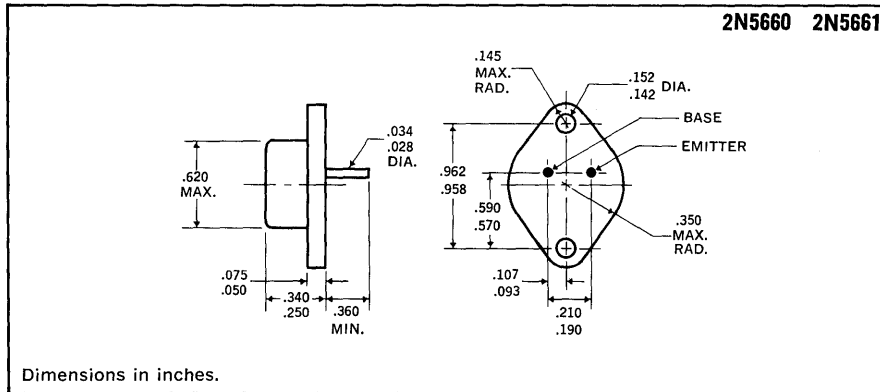 2N5660 2N5661
.145
MAX.
RAD.
.152
.142 DIA.
BASE
EMITTER
.034
.028
DIA.
.620
MAX.
.962
.958
.590
.570
.350
MAX.
RAD.
.075
.050
.340
.250
.360
MIN.
.107
.093
.210
.190
Dimensions in inches.